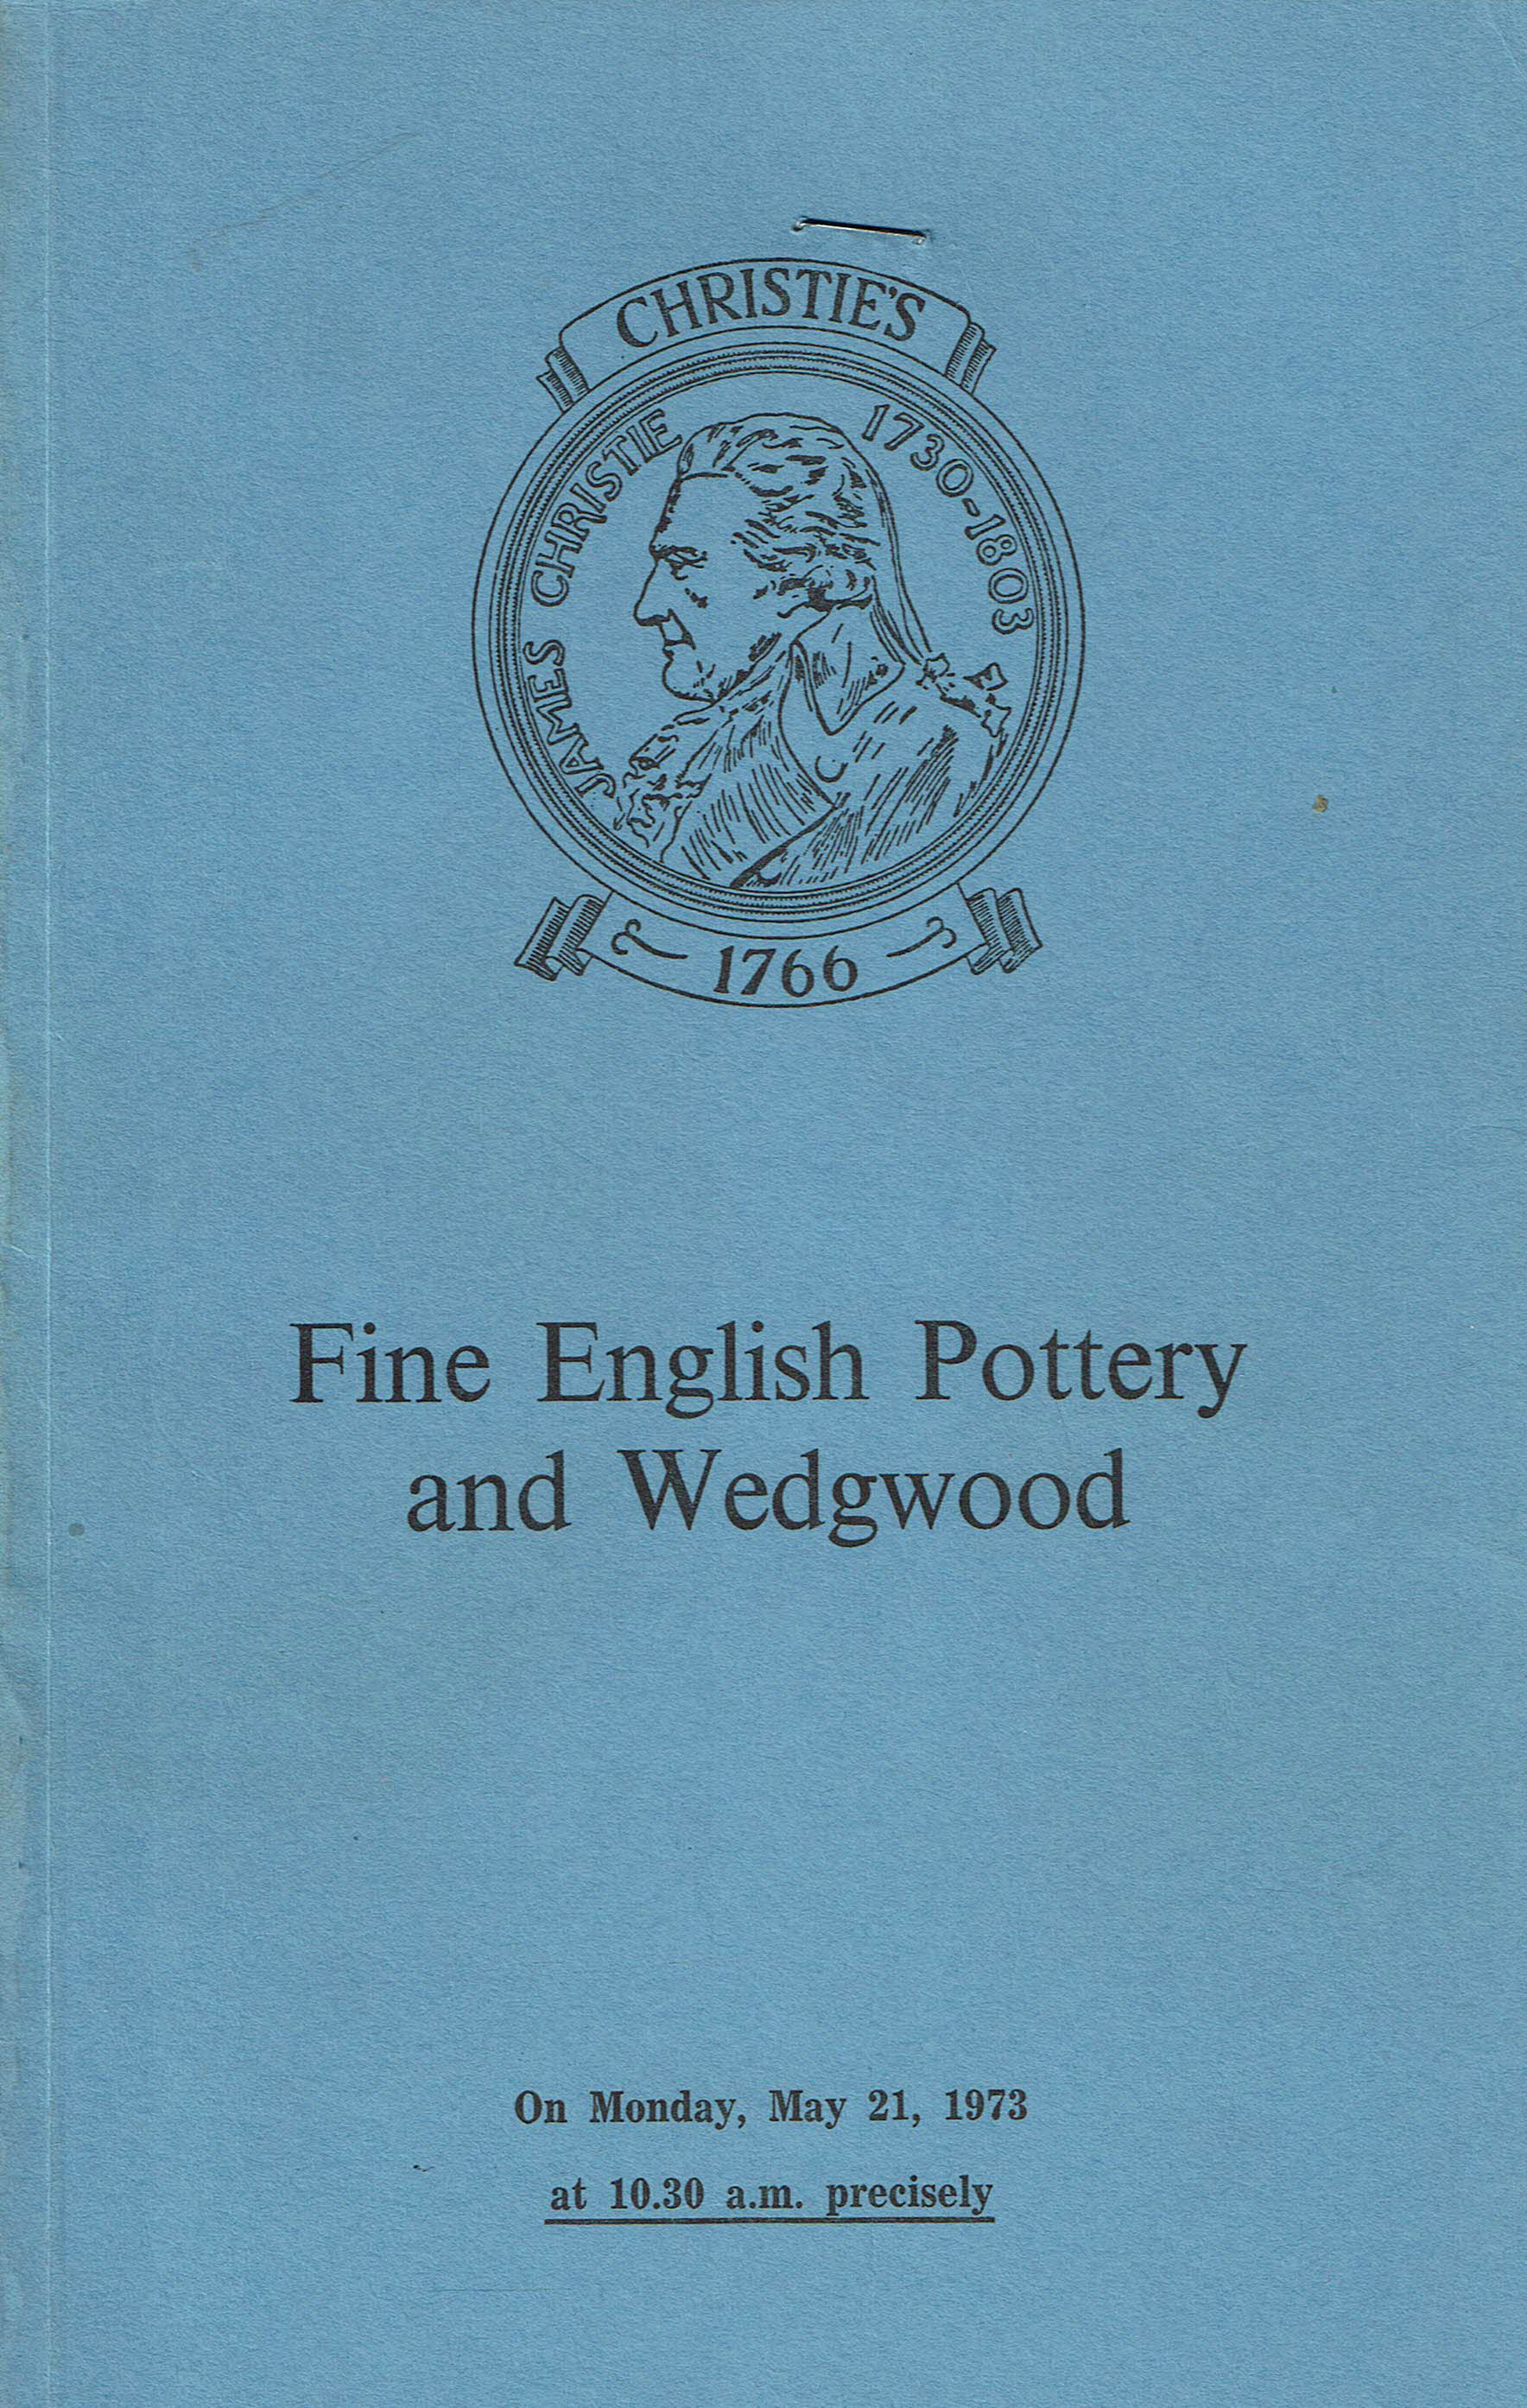 CHRISTIE'S
JAMES CHRISTIE 1730-1803
1766
Fine English Pottery
and Wedgwood
On Monday, May 21, 1973
at 10.30 a.m. precisely